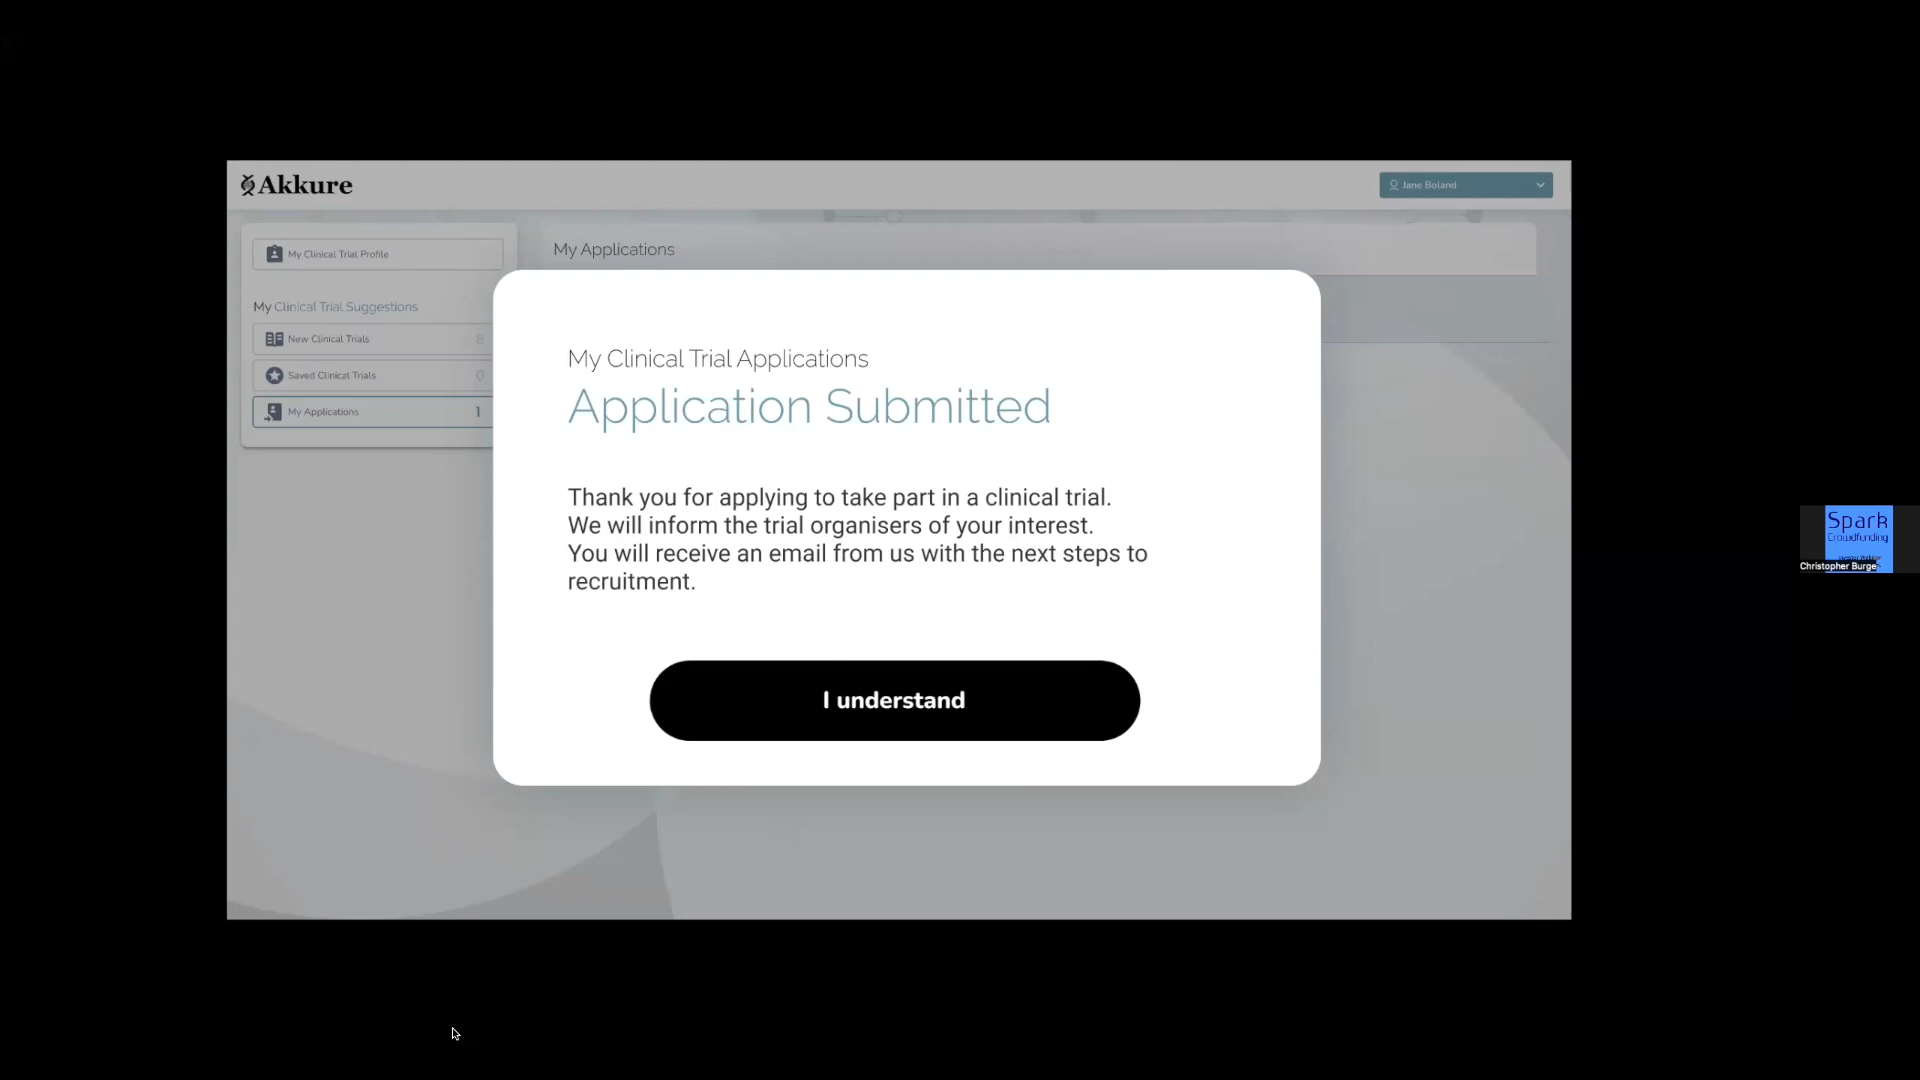 Akkure
Jane Boland
My Clinical Trial Profile
My Applications
My Clinical Trial Suggestions
New Clinical Trials 8
Saved Clinical Trials 0
My Applications 1
My Clinical Trial Applications
Application Submitted
Thank you for applying to take part in a clinical trial.
We will inform the trial organisers of your interest.
You will receive an email from us with the next steps to
recruitment.
I understand
Spark
Crowdfunding
Christopher Burge